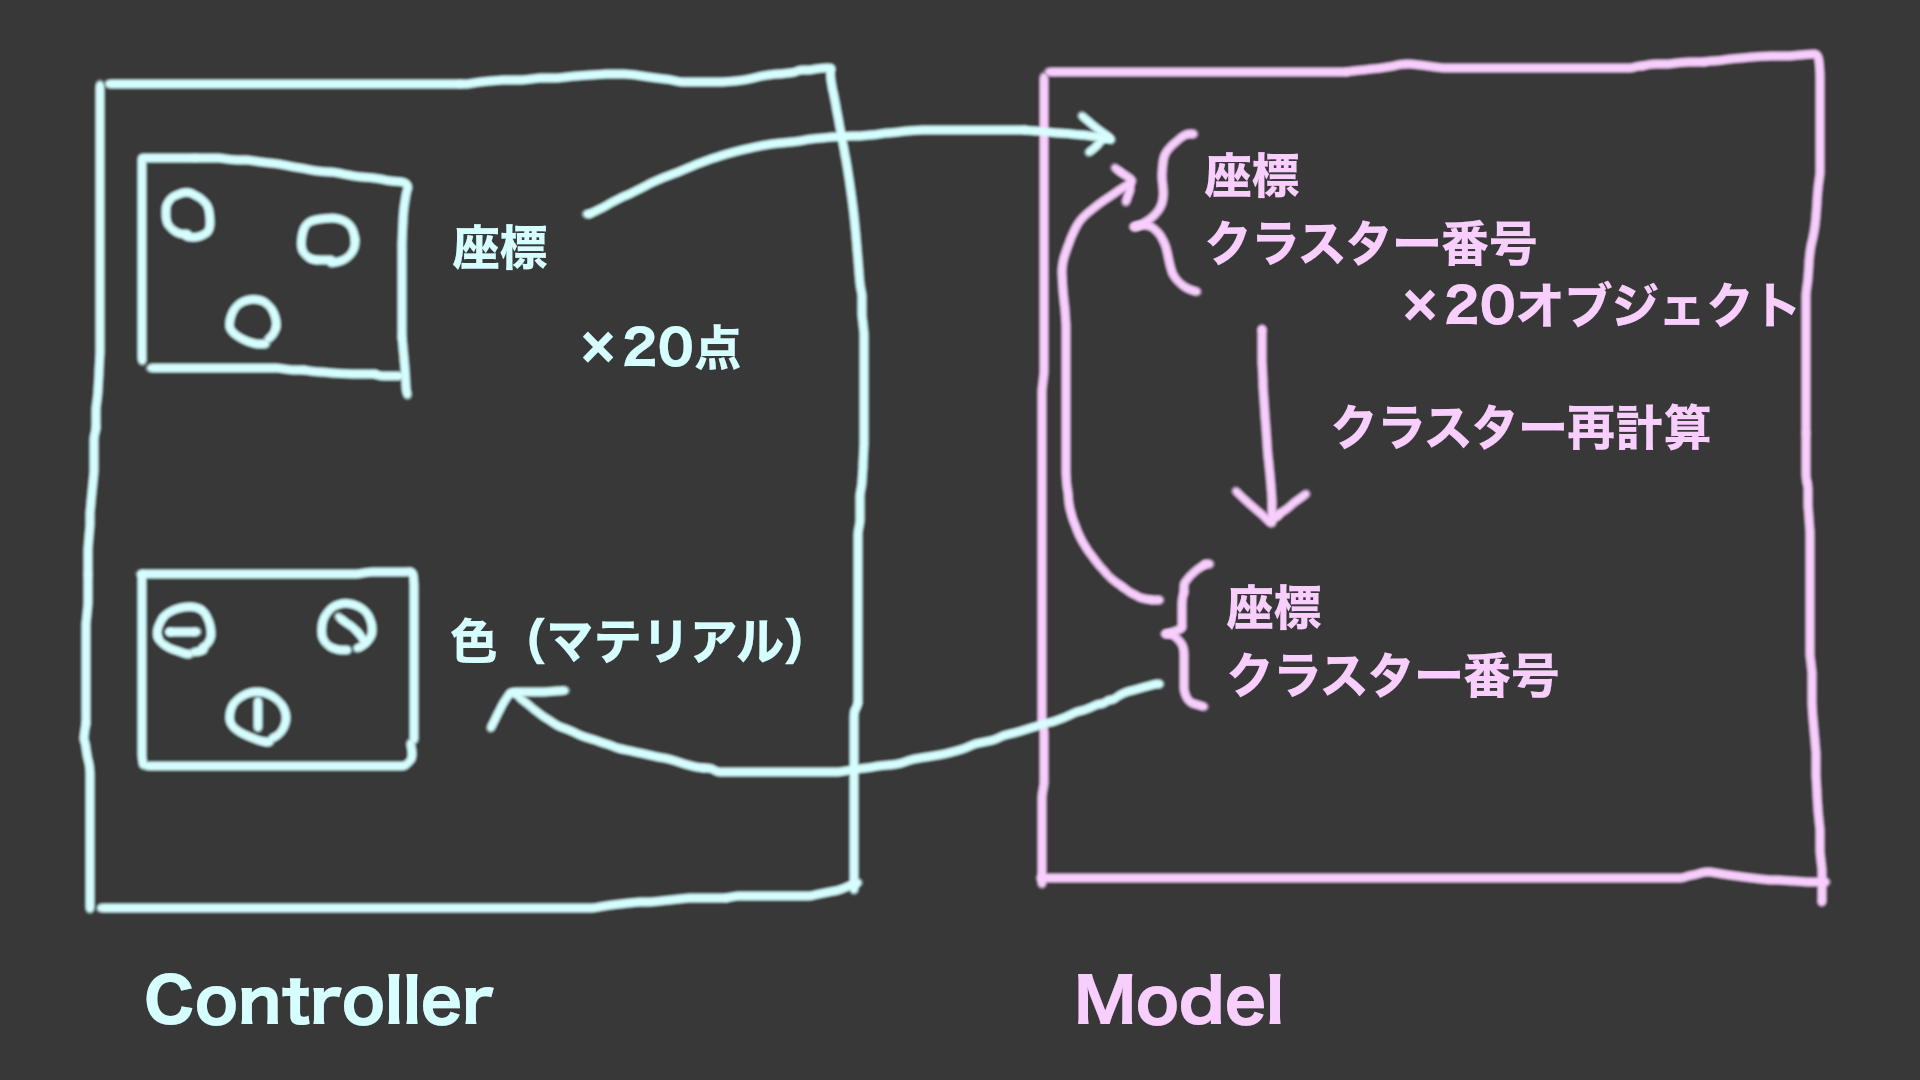 座標
×20点
色（マテリアル）
Controller
座標
クラスター番号
×20オブジェクト
クラスター再計算
座標
クラスター番号
Model